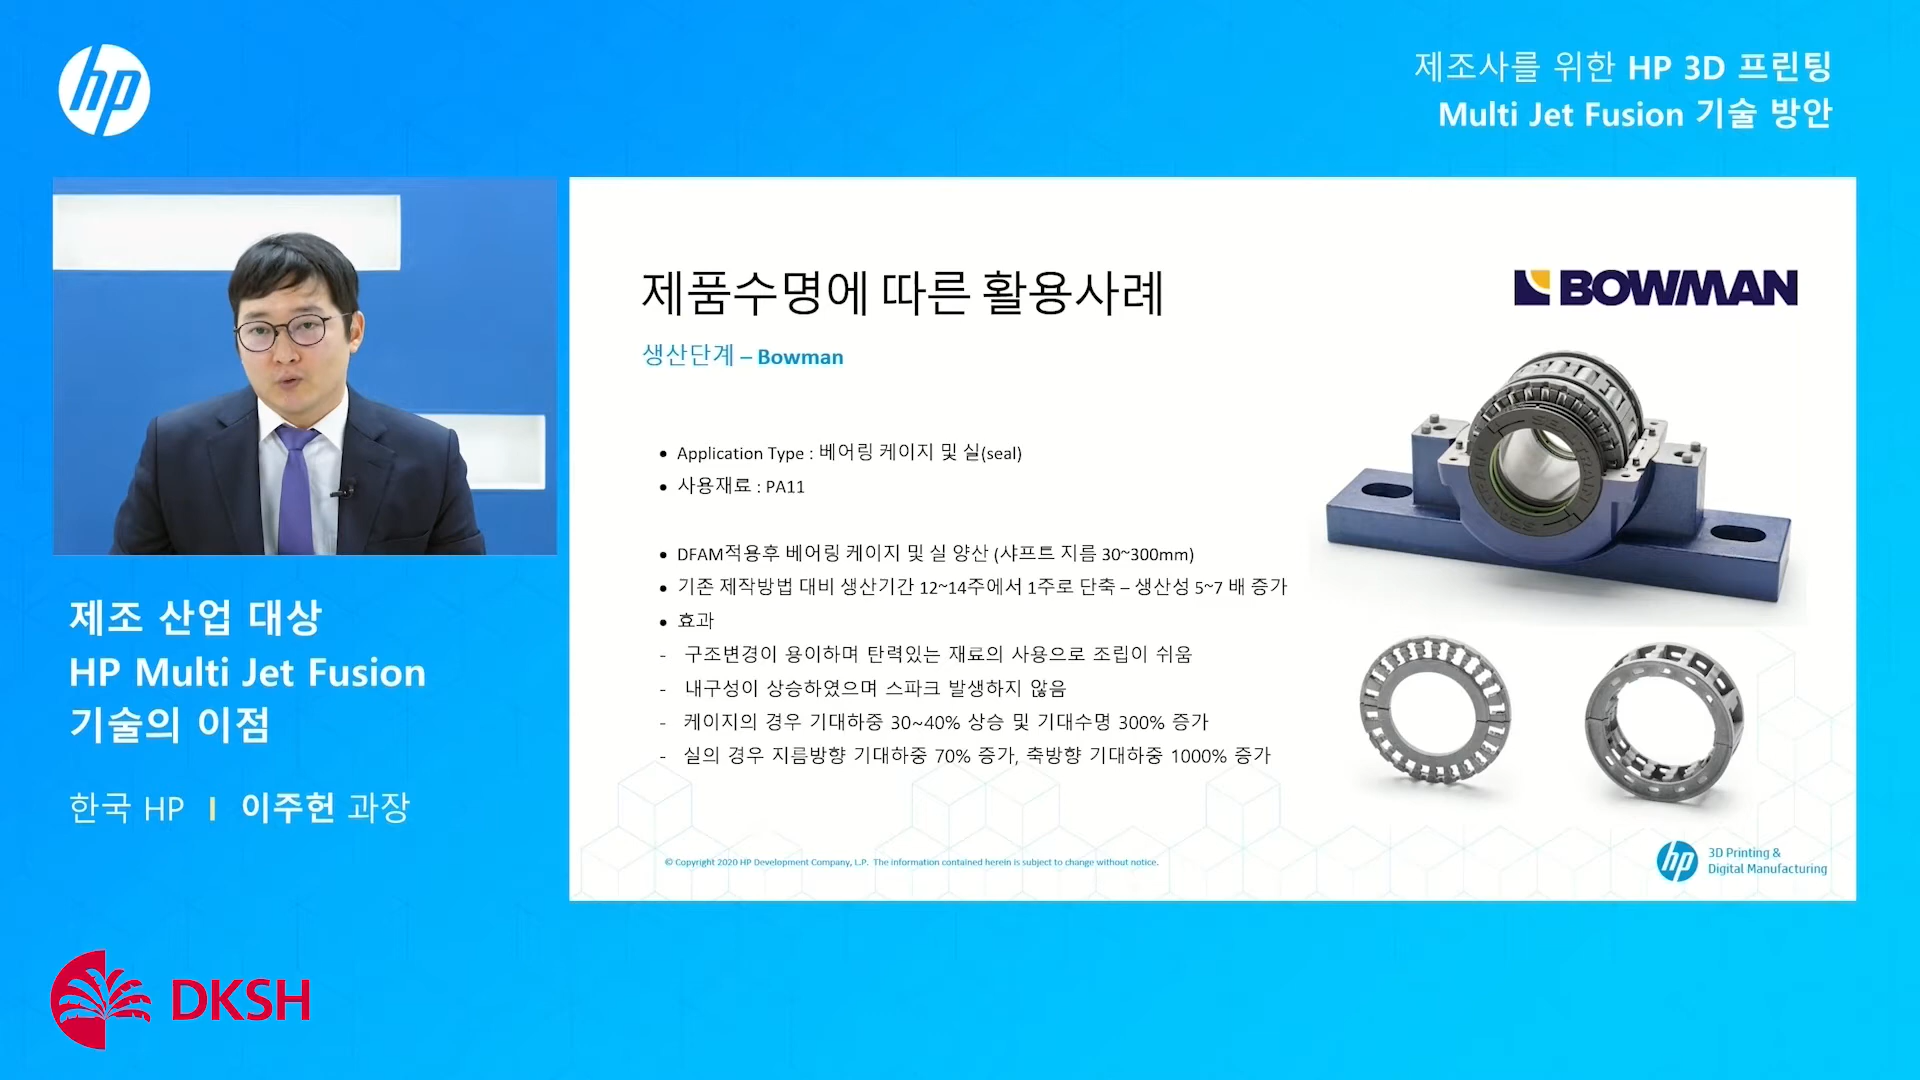 hp
제조사를 위한 HP 3D 프린팅
Multi Jet Fusion 기술 방안
제조 산업 대상
HP Multi Jet Fusion
기술의 이점
한국 HP | 이주헌 과장
DKSH
제품수명에 따른 활용사례
생산단계 – Bowman
BOWMAN
• Application Type : 베어링 케이지 및 실(seal)
• 사용재료 : PA11
• DFAM적용후 베어링 케이지 및 실 양산 (샤프트 지름 30~300mm)
• 기존 제작방법 대비 생산기간 12~14주에서 1주로 단축 – 생산성 5~7 배 증가
• 효과
- 구조변경이 용이하며 탄력있는 재료의 사용으로 조립이 쉬움
- 내구성이 상승하였으며 스파크 발생하지 않음
- 케이지의 경우 기대하중 30~40% 상승 및 기대수명 300% 증가
- 실의 경우 지름방향 기대하중 70% 증가, 축방향 기대하중 1000% 증가
© Copyright 2020 HP Development Company, L.P. The information contained herein is subject to change without notice.
hp
3D Printing &
Digital Manufacturing